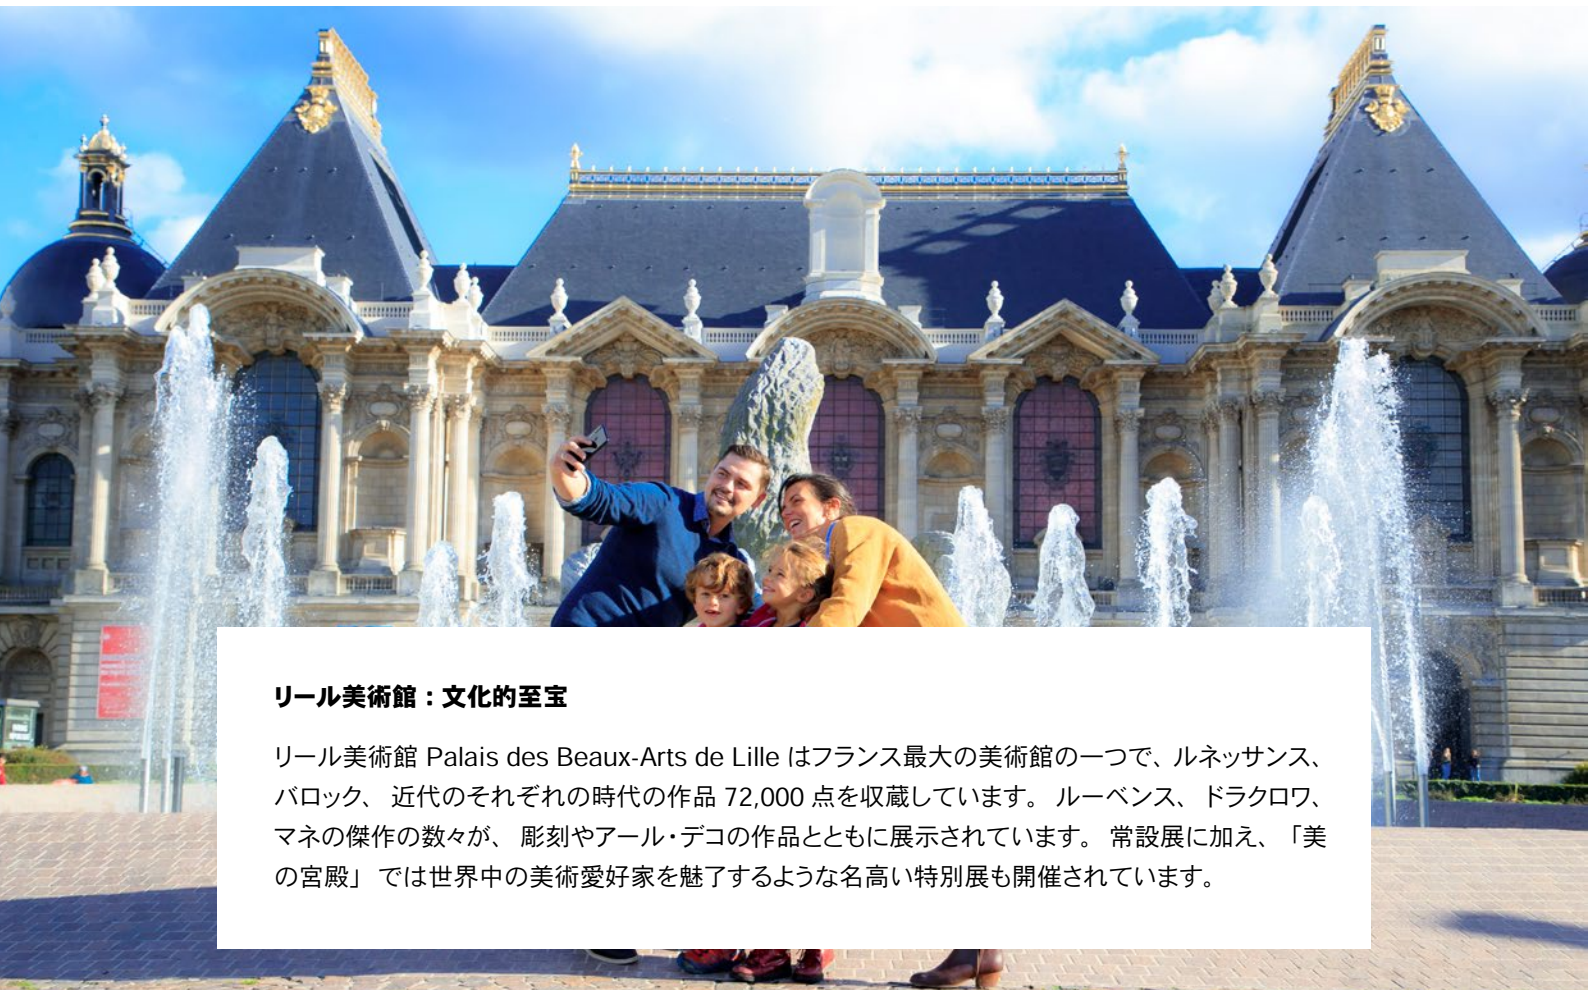 リール美術館：文化的至宝
リール美術館 Palais des Beaux-Arts de Lille はフランス最大の美術館の一つで、ルネッサンス、
バロック、近代のそれぞれの時代の作品 72,000 点を収蔵しています。ルーベンス、ドラクロワ、
マネの傑作の数々が、彫刻やアール・デコの作品とともに展示されています。常設展に加え、「美
の宮殿」では世界中の美術愛好家を魅了するような名高い特別展も開催されています。